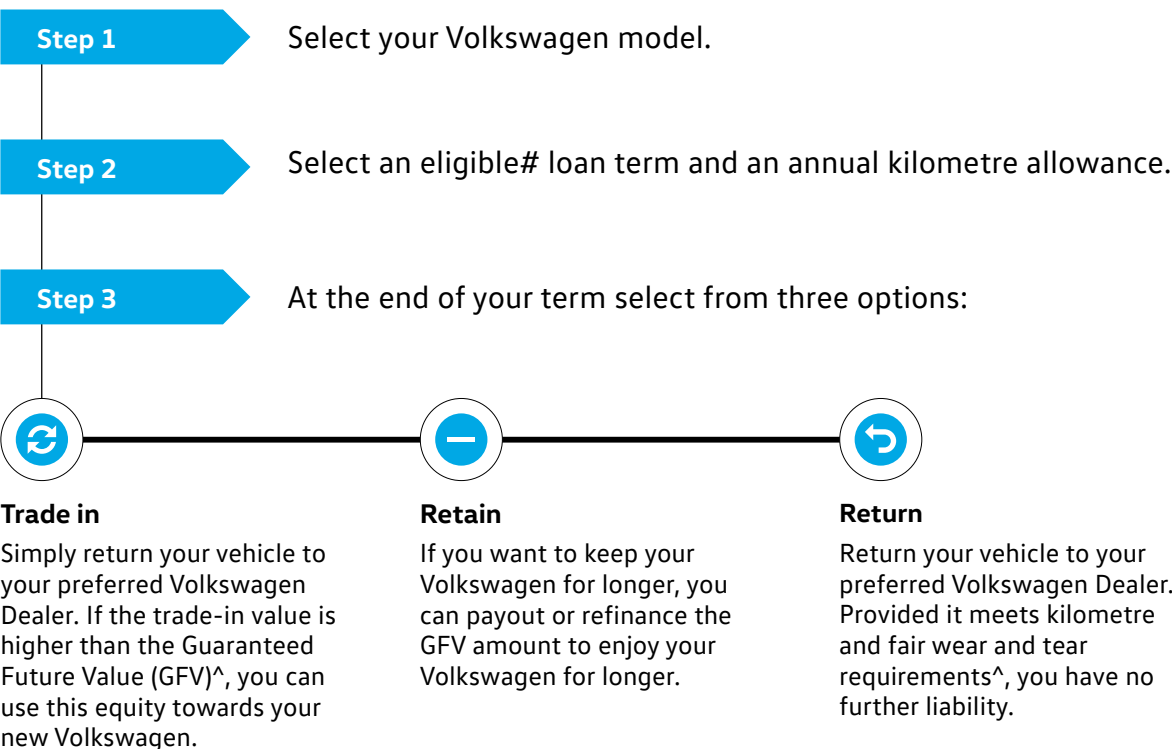 Step 1
Select your Volkswagen model.
Step 2
Select an eligible# loan term and an annual kilometre allowance.
Step 3
At the end of your term select from three options:
Trade in
Simply return your vehicle to
your preferred Volkswagen
Dealer. If the trade-in value is
higher than the Guaranteed
Future Value (GFV)^, you can
use this equity towards your
new Volkswagen.
Retain
If you want to keep your
Volkswagen for longer, you
can payout or refinance the
GFV amount to enjoy your
Volkswagen for longer.
Return
Return your vehicle to your
preferred Volkswagen Dealer.
Provided it meets kilometre
and fair wear and tear
requirements^, you have no
further liability.